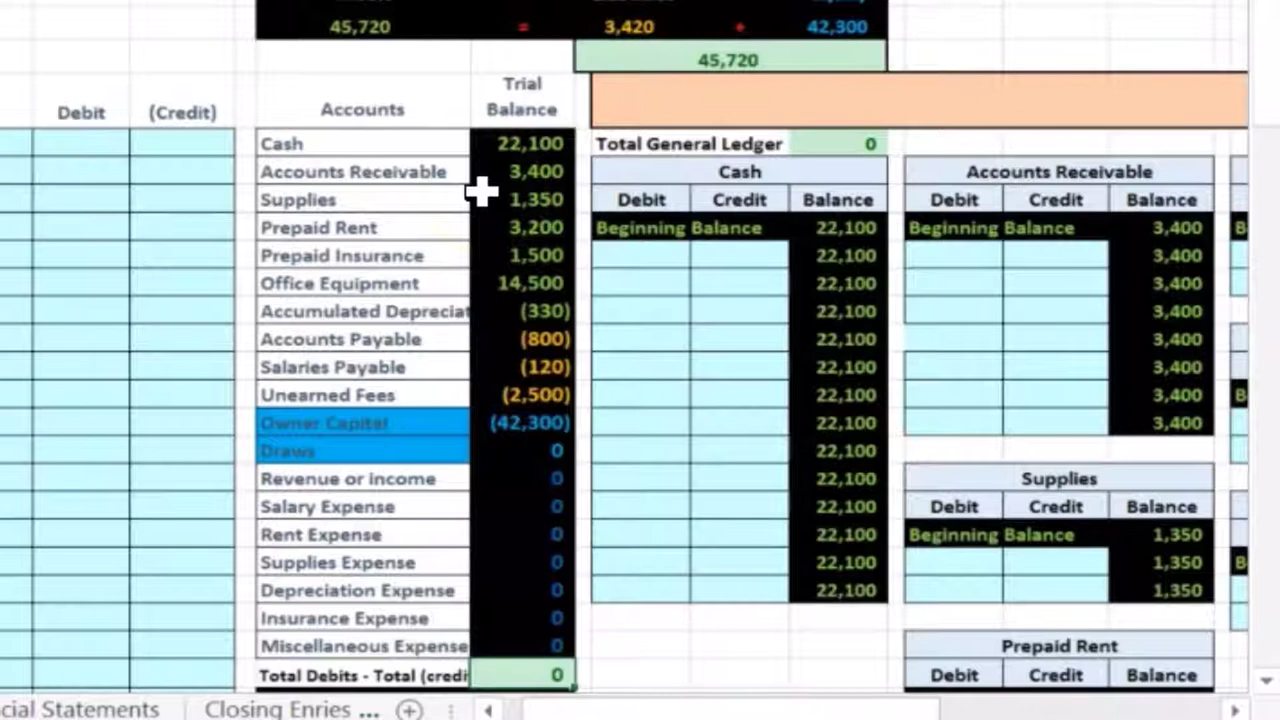 45,720 = 3,420 + 42,300
45,720
Debit (Credit) Accounts Trial Balance
Cash 22,100 Total General Ledger 0
Accounts Receivable 3,400 Cash Accounts Receivable
Supplies 1,350 Debit Credit Balance Debit Credit Balance
Prepaid Rent 3,200 Beginning Balance 22,100 Beginning Balance 3,400
Prepaid Insurance 1,500 22,100 3,400
Office Equipment 14,500 22,100 3,400
Accumulated Depreciat (330) 22,100 3,400
Accounts Payable (800) 22,100 3,400
Salaries Payable (120) 22,100 3,400
Unearned Fees (2,500) 22,100 3,400
Owner Capital (42,300) 22,100 3,400
Draws 0 22,100
Revenue or income 0 22,100 Supplies
Salary Expense 0 22,100 Debit Credit Balance
Rent Expense 0 22,100 Beginning Balance 1,350
Supplies Expense 0 22,100 1,350
Depreciation Expense 0 22,100 1,350
Insurance Expense 0
Miscellaneous Expense 0 Prepaid Rent
Total Debits - Total (credi 0 Debit Credit Balance
cial Statements Closing Enries ...